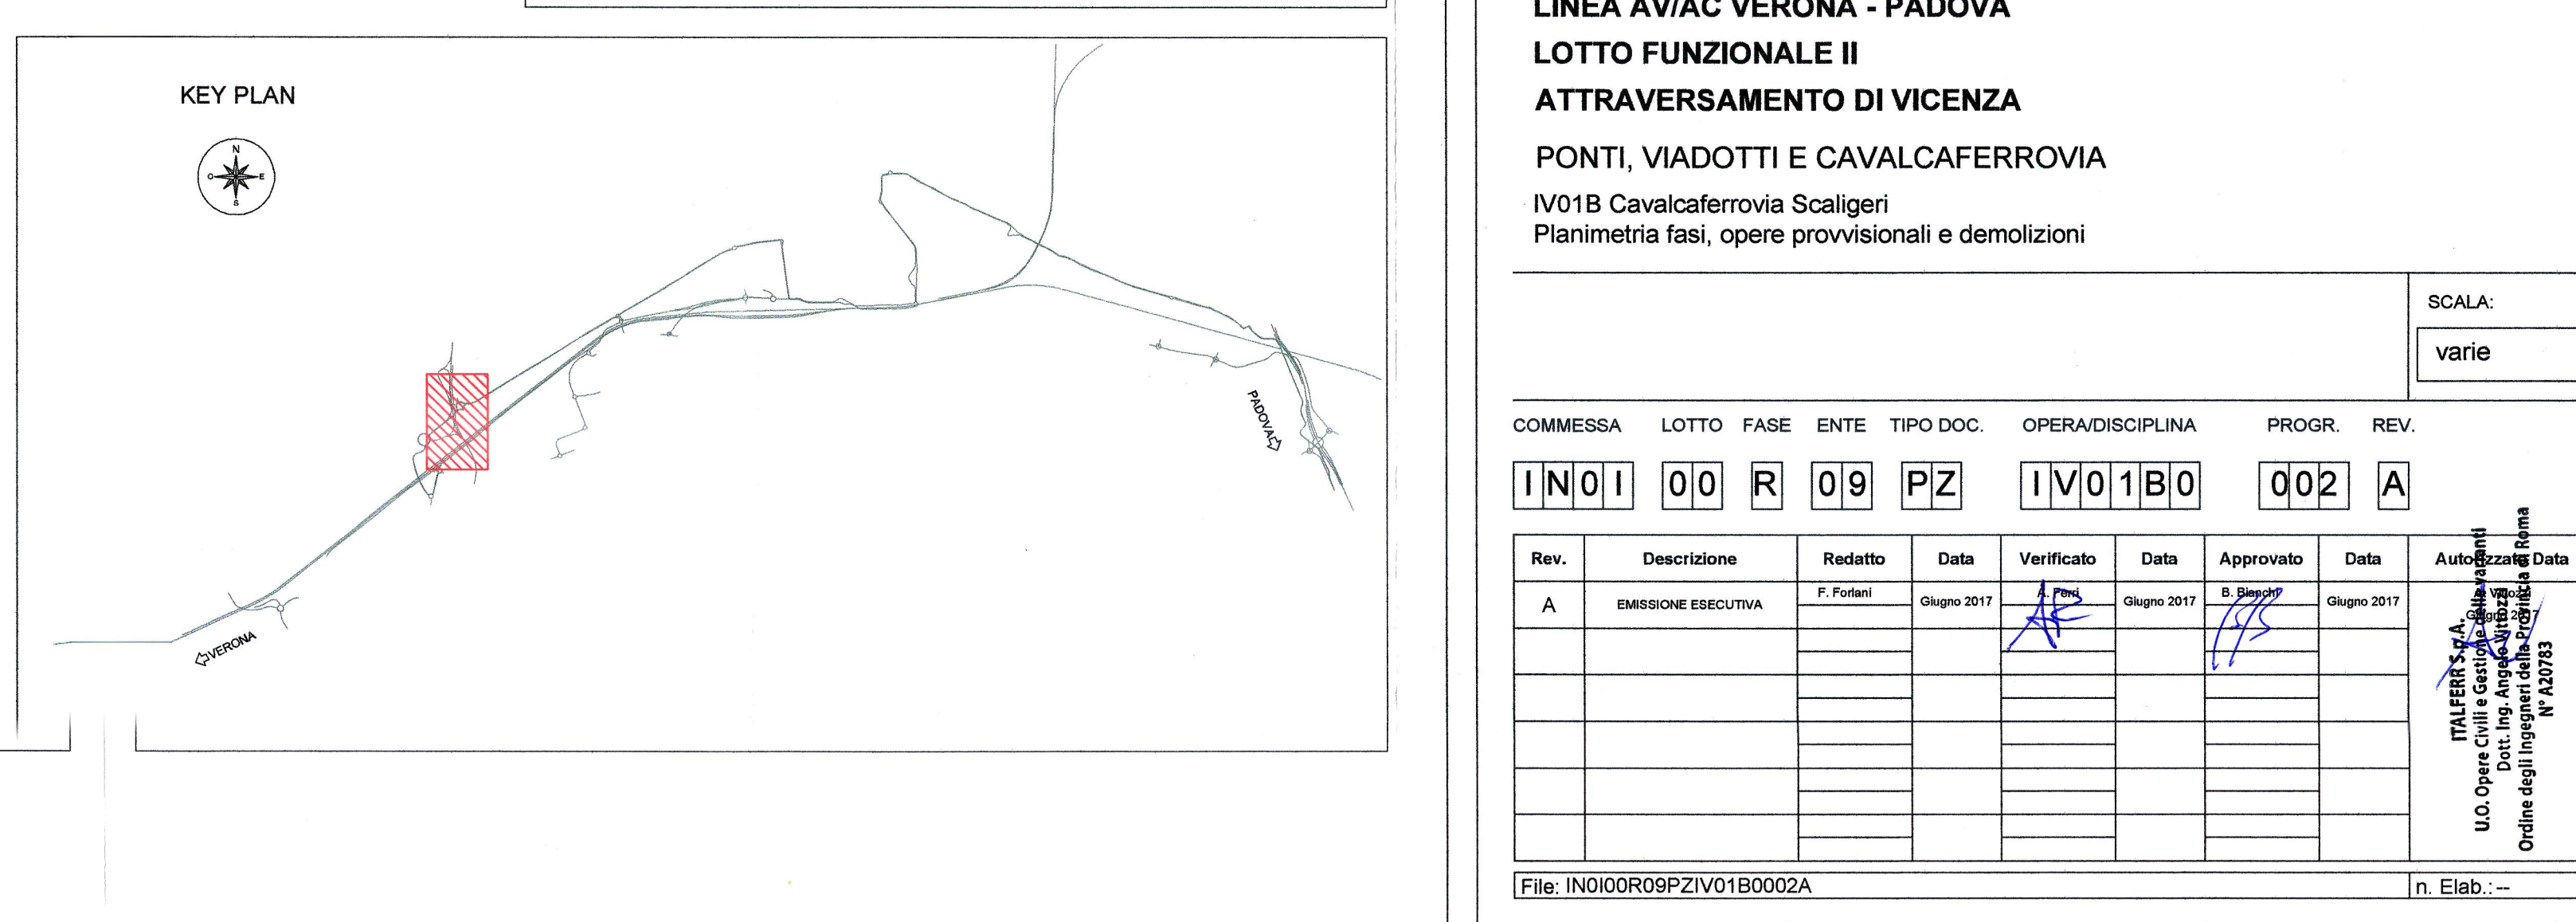 KEY PLAN
N
O E
S
PADOVA
VERONA
LINEA AV/AC VERONA - PADOVA
LOTTO FUNZIONALE II
ATTRAVERSAMENTO DI VICENZA
PONTI, VIADOTTI E CAVALCAFERROVIA
IV01B Cavalcaferrovia Scaligeri
Planimetria fasi, opere provvisionali e demolizioni
SCALA:
varie
COMMESSA LOTTO FASE ENTE TIPO DOC. OPERA/DISCIPLINA PROGR. REV.
IN0I 00 R 09 PZ IV01B0 002 A
Rev. Descrizione Redatto Data Verificato Data Approvato Data Autorizzato Data
A EMISSIONE ESECUTIVA F. Forlani Giugno 2017 A. Perri Giugno 2017 B. Bianchi Giugno 2017
ITALFERR S.p.A.
U.O. Opere Civili e Gestione delle varianti
Dott. Ing. Angelo Vittozzi
Ordine degli Ingegneri della Provincia di Roma
N° A20783
File: IN0I00R09PZIV01B0002A
n. Elab.: --